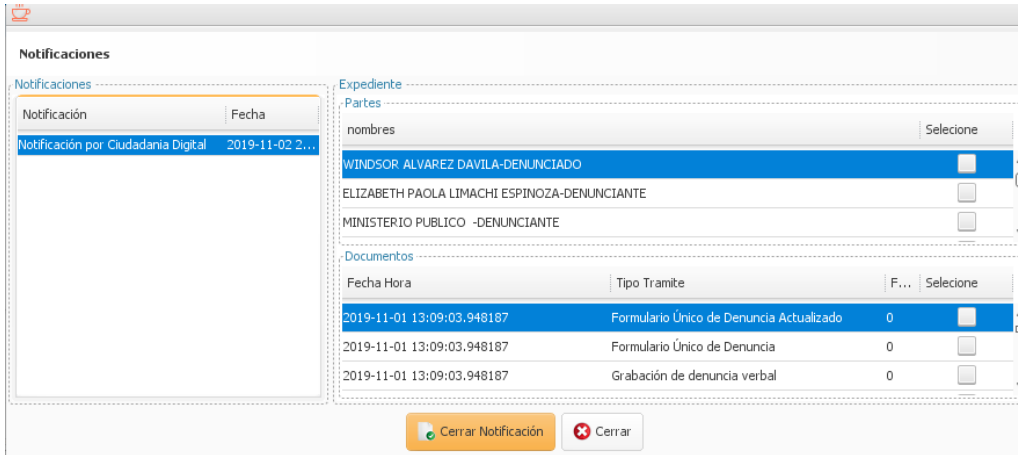 Notificaciones
Notificaciones
Notificación Fecha
Notificación por Ciudadania Digital 2019-11-02 2...
Expediente
Partes
nombres Selecione
WINDSOR ALVAREZ DAVILA-DENUNCIADO
ELIZABETH PAOLA LIMACHI ESPINOZA-DENUNCIANTE
MINISTERIO PUBLICO -DENUNCIANTE
Documentos
Fecha Hora Tipo Tramite F... Selecione
2019-11-01 13:09:03.948187 Formulario Único de Denuncia Actualizado 0
2019-11-01 13:09:03.948187 Formulario Único de Denuncia 0
2019-11-01 13:09:03.948187 Grabación de denuncia verbal 0
Cerrar Notificación Cerrar